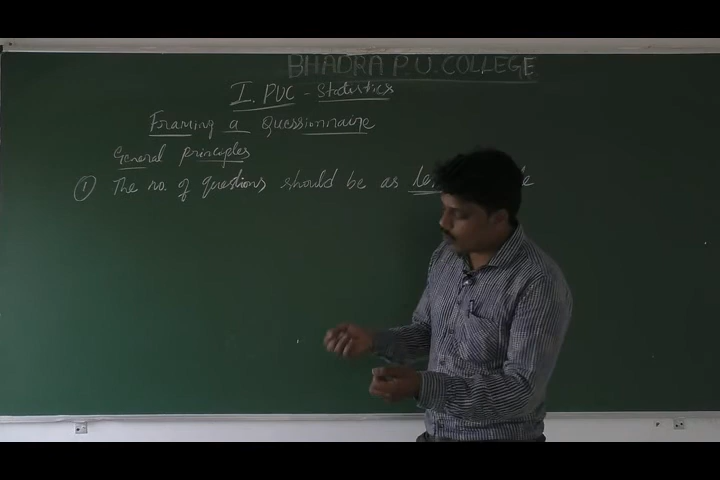 BHADRA P.U. COLLEGE
I. PUC - Statistics
Framing a Questionnaire
General principles
① The no. of questions should be as